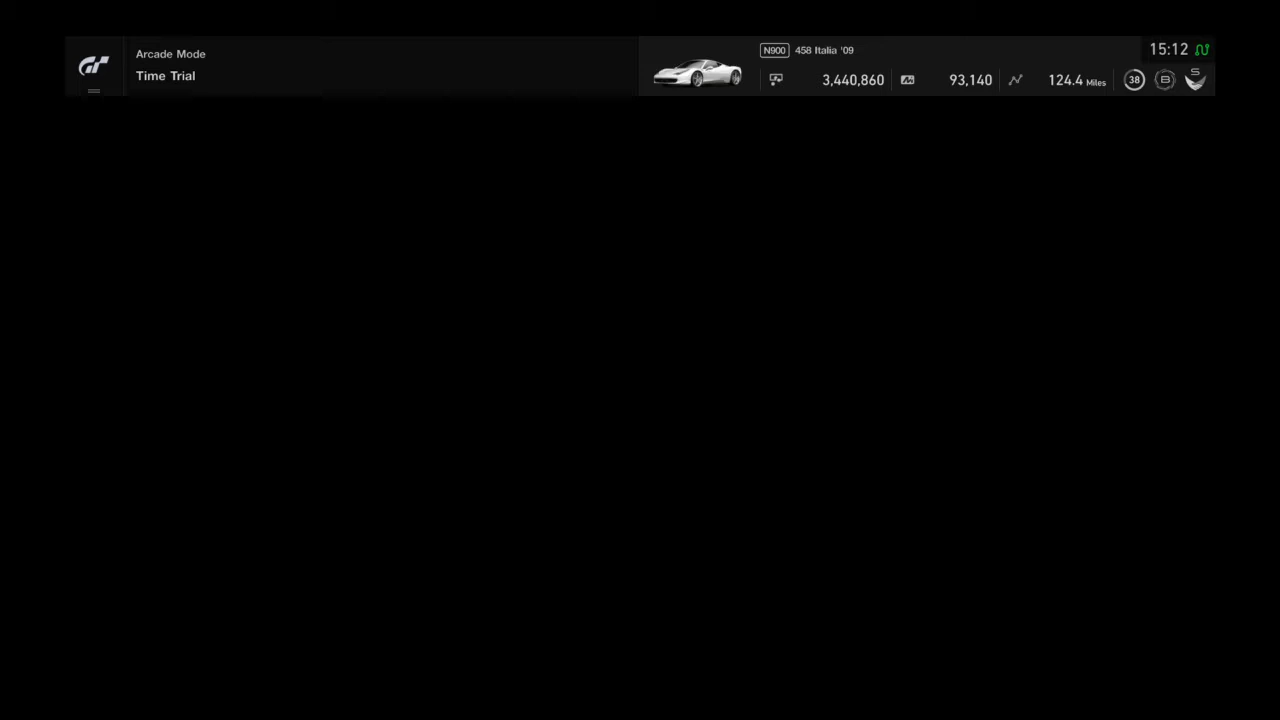 GT
Arcade Mode
Time Trial
N900 458 Italia '09
3,440,860 93,140 124.4 Miles 38 B S
15:12